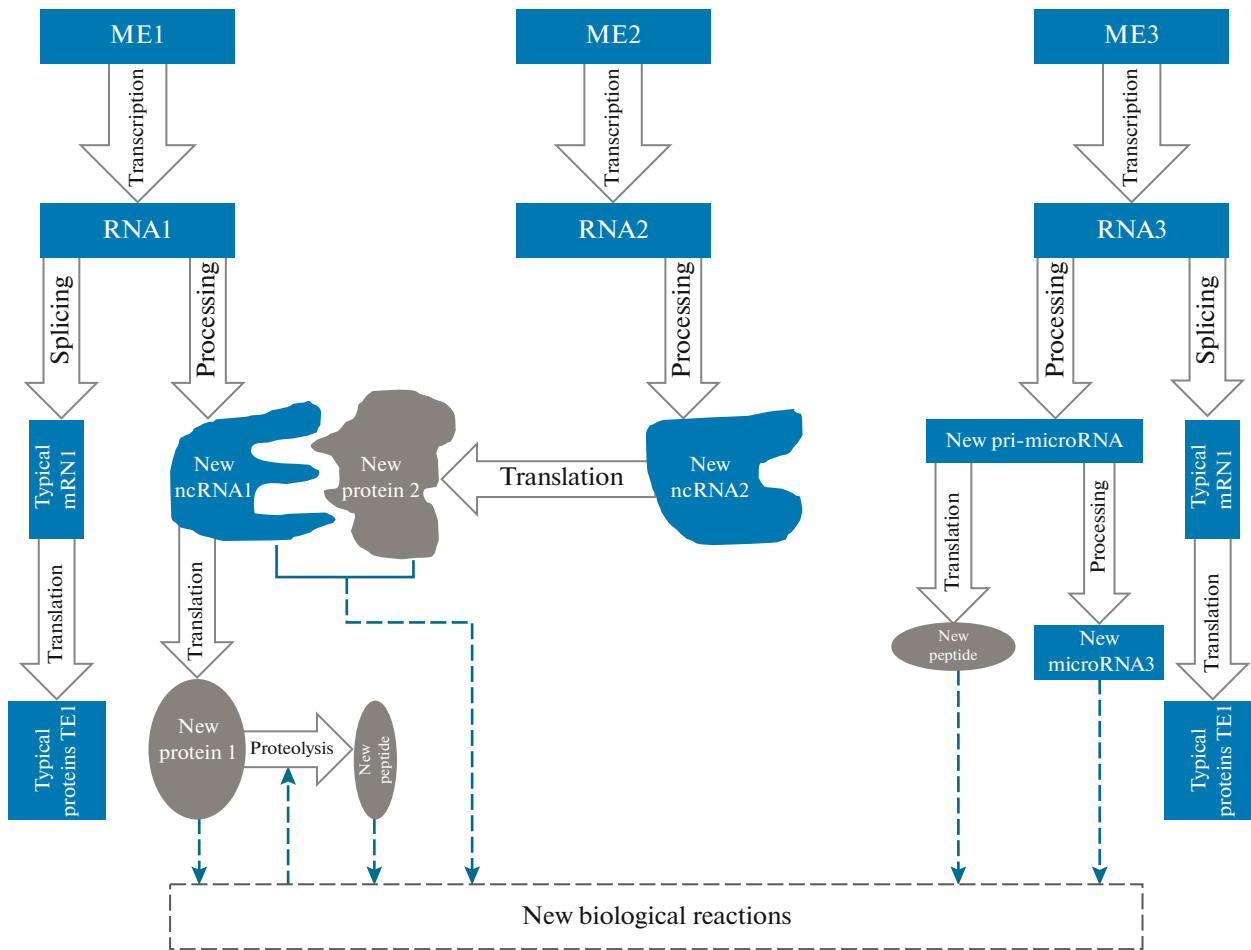 ME1
ME2
ME3
Transcription
Transcription
Transcription
RNA1
RNA2
RNA3
Splicing
Processing
Processing
Processing
Splicing
Typical
mRN1
New
ncRNA1
New
protein 2
Translation
New
ncRNA2
New pri-microRNA
Typical
mRN1
Translation
Translation
Translation
Processing
Translation
New
peptide
New
microRNA3
Typical
proteins TE1
New
protein 1
Proteolysis
New
peptide
Typical
proteins TE1
New biological reactions